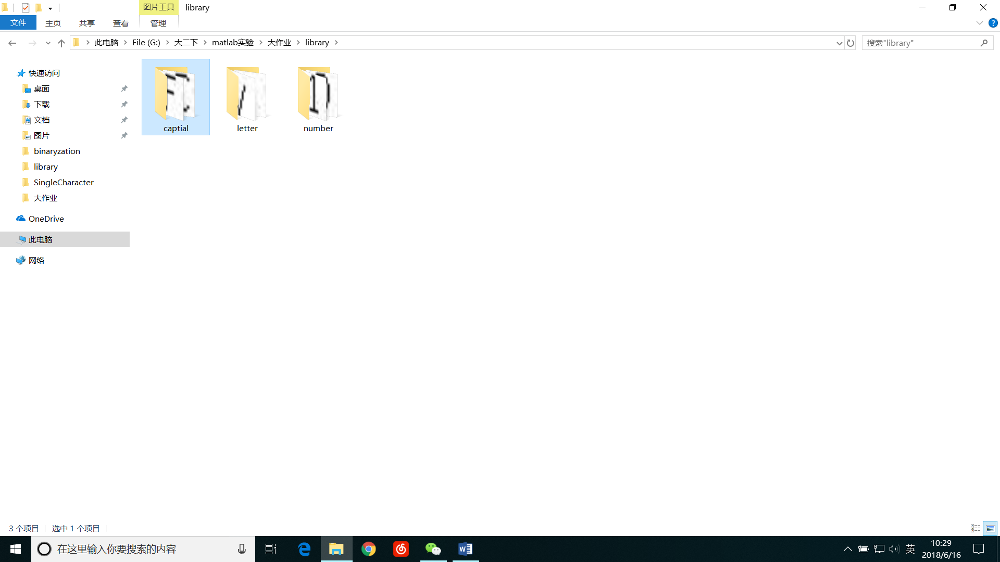 图片工具 library
文件 主页 共享 查看 管理
此电脑 File (G:) 大二下 matlab实验 大作业 library
搜索"library"
快速访问
桌面
下载
文档
图片
binaryzation
library
SingleCharacter
大作业
OneDrive
此电脑
网络
captial letter number
3 个项目 选中 1 个项目
在这里输入你要搜索的内容
英
10:29
2018/6/16